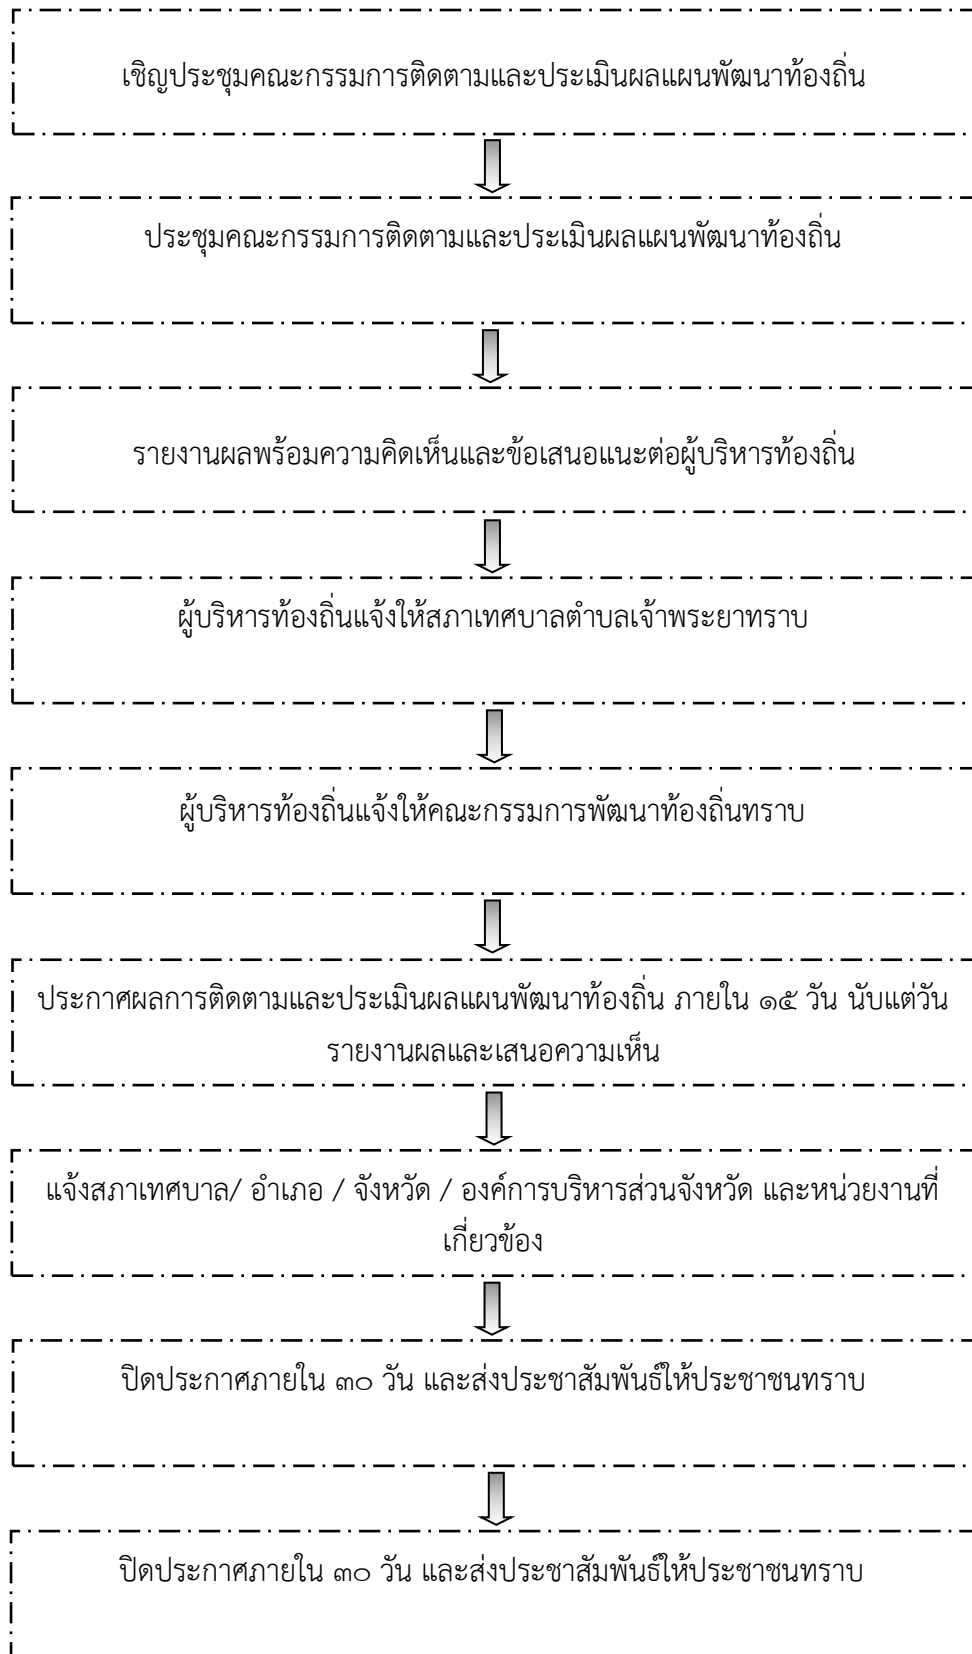 เชิญประชุมคณะกรรมการติดตามและประเมินผลแผนพัฒนาท้องถิ่น
ประชุมคณะกรรมการติดตามและประเมินผลแผนพัฒนาท้องถิ่น
รายงานผลพร้อมความคิดเห็นและข้อเสนอแนะต่อผู้บริหารท้องถิ่น
ผู้บริหารท้องถิ่นแจ้งให้สภาเทศบาลตำบลเจ้าพระยาทราบ
ผู้บริหารท้องถิ่นแจ้งให้คณะกรรมการพัฒนาท้องถิ่นทราบ
ประกาศผลการติดตามและประเมินผลแผนพัฒนาท้องถิ่น ภายใน ๑๕ วัน นับแต่วัน
รายงานผลและเสนอความเห็น
แจ้งสภาเทศบาล/ อำเภอ / จังหวัด / องค์การบริหารส่วนจังหวัด และหน่วยงานที่
เกี่ยวข้อง
ปิดประกาศภายใน ๓๐ วัน และส่งประชาสัมพันธ์ให้ประชาชนทราบ
ปิดประกาศภายใน ๓๐ วัน และส่งประชาสัมพันธ์ให้ประชาชนทราบ